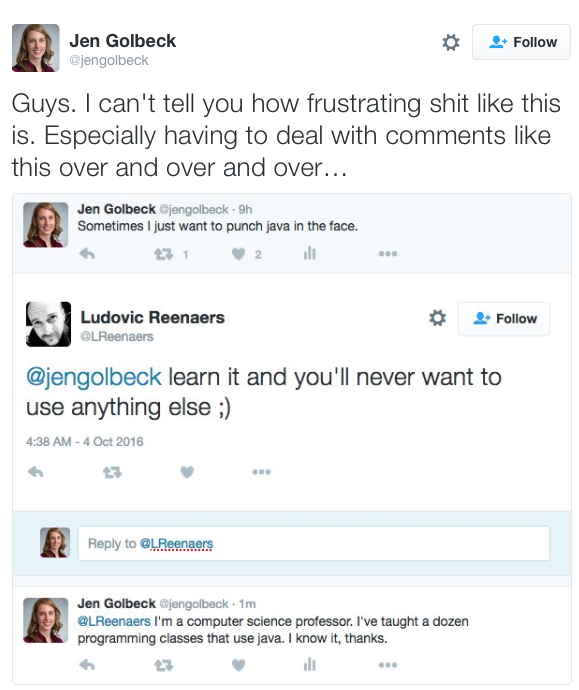 Jen Golbeck
@jengolbeck
Follow
Guys. I can't tell you how frustrating shit like this
is. Especially having to deal with comments like
this over and over and over…
Jen Golbeck @jengolbeck · 9h
Sometimes I just want to punch java in the face.
1
2
Ludovic Reenaers
@LReenaers
Follow
@jengolbeck learn it and you'll never want to
use anything else ;)
4:38 AM - 4 Oct 2016
Reply to @LReenaers
Jen Golbeck @jengolbeck · 1m
@LReenaers I'm a computer science professor. I've taught a dozen
programming classes that use java. I know it, thanks.